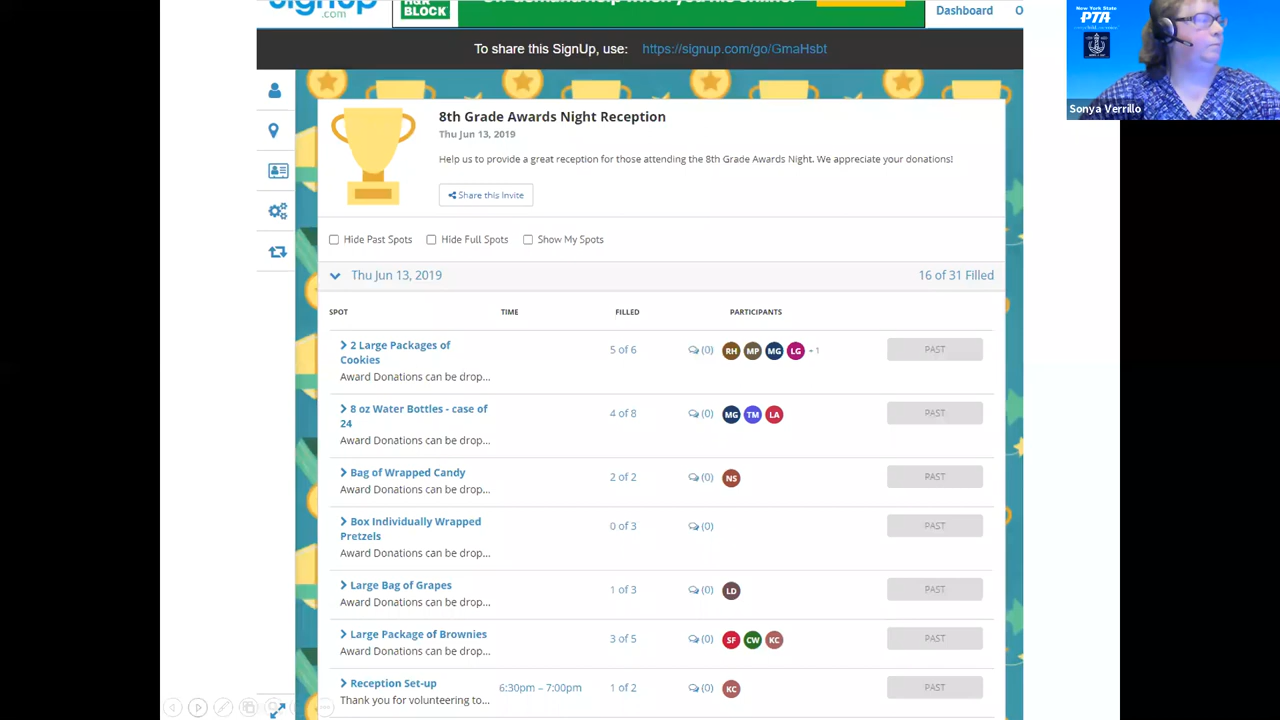 signup
.com
H&R
BLOCK
Dashboard
O
New York State
PTA
To share this SignUp, use: https://signup.com/go/GmaHsbt
Sonya Verrillo
8th Grade Awards Night Reception
Thu Jun 13, 2019
Help us to provide a great reception for those attending the 8th Grade Awards Night. We appreciate your donations!
Share this Invite
Hide Past Spots Hide Full Spots Show My Spots
Thu Jun 13, 2019 16 of 31 Filled
SPOT TIME FILLED PARTICIPANTS
2 Large Packages of
Cookies
Award Donations can be drop...
5 of 6 (0) RH MP MG LG + 1 PAST
8 oz Water Bottles - case of
24
Award Donations can be drop...
4 of 8 (0) MG TM LA PAST
Bag of Wrapped Candy
Award Donations can be drop...
2 of 2 (0) NS PAST
Box Individually Wrapped
Pretzels
Award Donations can be drop...
0 of 3 (0) PAST
Large Bag of Grapes
Award Donations can be drop...
1 of 3 (0) LD PAST
Large Package of Brownies
Award Donations can be drop...
3 of 5 (0) SF CW KC PAST
Reception Set-up
Thank you for volunteering to...
6:30pm – 7:00pm 1 of 2 (0) KC PAST